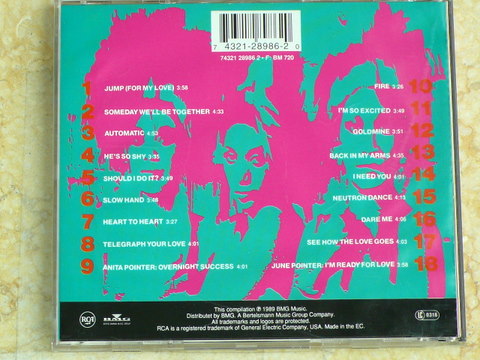 7 4321-28986-2 0
74321 28986 2 • F: BM 720
1 JUMP (FOR MY LOVE) 3:58
2 SOMEDAY WE'LL BE TOGETHER 4:33
3 AUTOMATIC 4:53
4 HE'S SO SHY 3:35
5 SHOULD I DO IT? 3:49
6 SLOW HAND 3:48
7 HEART TO HEART 3:27
8 TELEGRAPH YOUR LOVE 4:01
9 ANITA POINTER: OVERNIGHT SUCCESS 4:01
FIRE 3:26 10
I'M SO EXCITED 3:49 11
GOLDMINE 3:51 12
BACK IN MY ARMS 3:35 13
I NEED YOU 4:01 14
NEUTRON DANCE 4:15 15
DARE ME 4:06 16
SEE HOW THE LOVE GOES 4:03 17
JUNE POINTER: I'M READY FOR LOVE 3:58 18
RCA
BMG
This compilation ℗ 1989 BMG Music.
Distributet by BMG. A Bertelsmann Music Group Company.
All trademarks and logos are protected.
RCA is a registered trademark of General Electric Company, USA. Made in the EC.
LC 0316